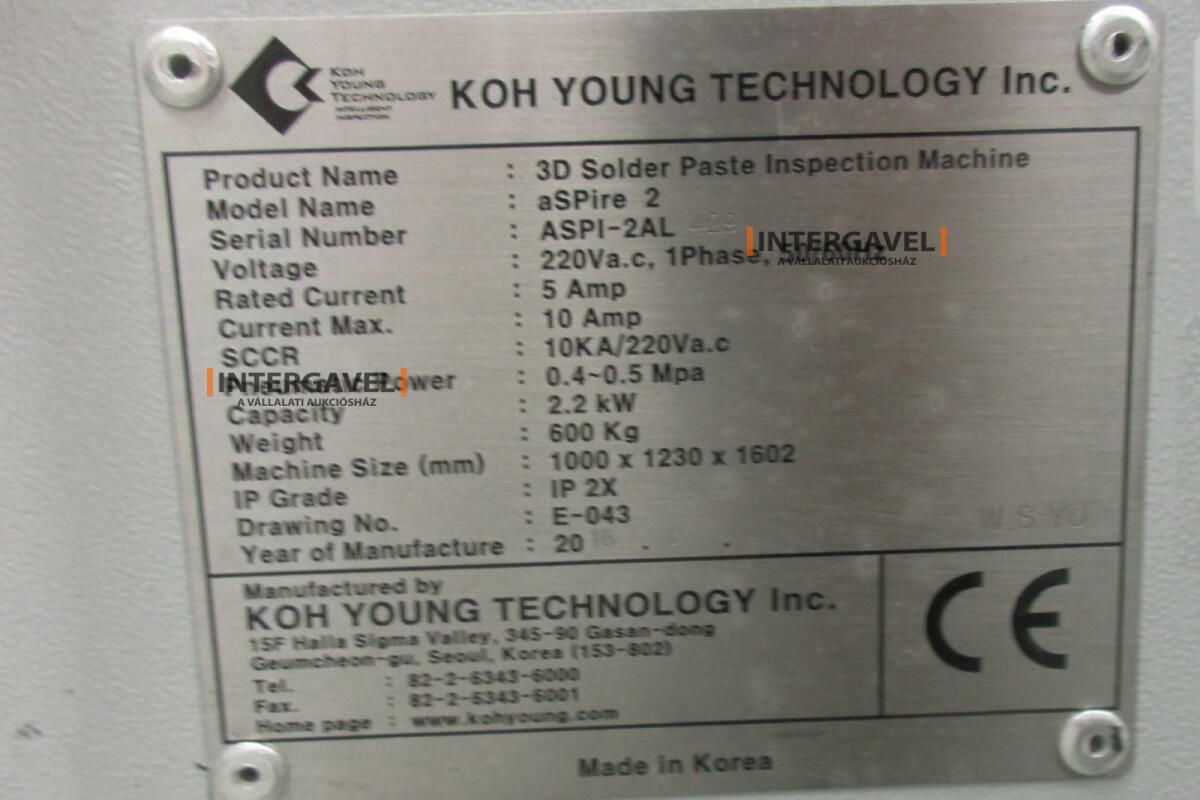 KOH
YOUNG
TECHNOLOGY
INTELLIGENT
INSPECTION
KOH YOUNG TECHNOLOGY Inc.
Product Name : 3D Solder Paste Inspection Machine
Model Name : aSPire 2
Serial Number : ASPI-2AL
INTERGAVEL
A VÁLLALATI AUKCIÓSHÁZ
Voltage : 220Va.c, 1Phase,
Rated Current : 5 Amp
Current Max. : 10 Amp
SCCR : 10KA/220Va.c
INTERGAVEL
A VÁLLALATI AUKCIÓSHÁZ
Power : 0.4~0.5 Mpa
Capacity : 2.2 kW
Weight : 600 Kg
Machine Size (mm) : 1000 x 1230 x 1602
IP Grade : IP 2X
Drawing No. : E-043
W.S YU
Year of Manufacture : 20 . .
Manufactured by
KOH YOUNG TECHNOLOGY Inc.
15F Halla Sigma Valley, 345-90 Gasan-dong
Geumcheon-gu, Seoul, Korea (153-802)
Tel. : 82-2-6343-6000
Fax. : 82-2-6343-6001
Home page : www.kohyoung.com
CE
Made in Korea